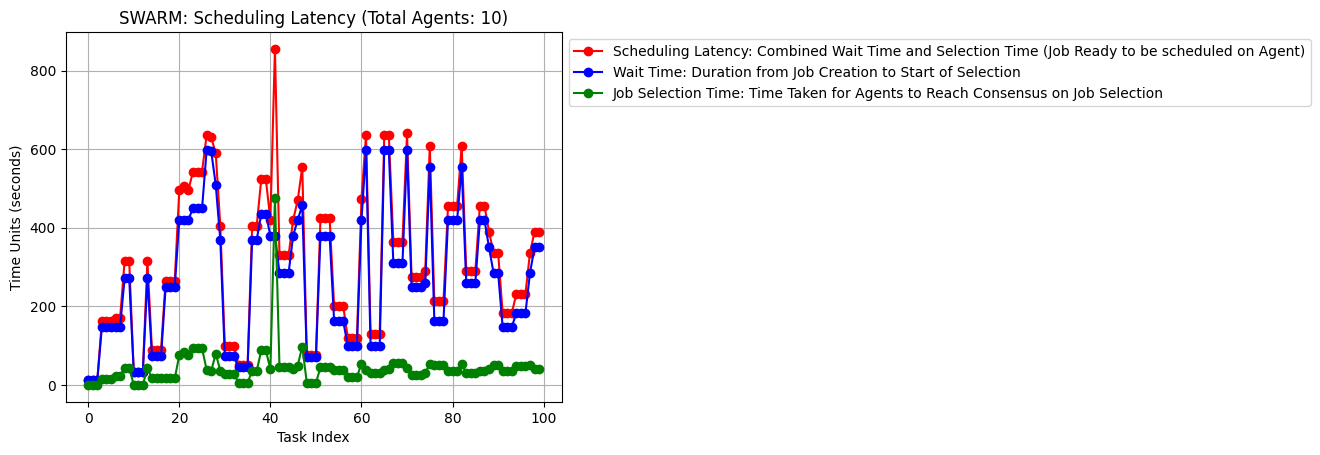 SWARM: Scheduling Latency (Total Agents: 10)
Scheduling Latency: Combined Wait Time and Selection Time (Job Ready to be scheduled on Agent)
Wait Time: Duration from Job Creation to Start of Selection
Job Selection Time: Time Taken for Agents to Reach Consensus on Job Selection
Time Units (seconds)
800
600
400
200
0
0 20 40 60 80 100
Task Index